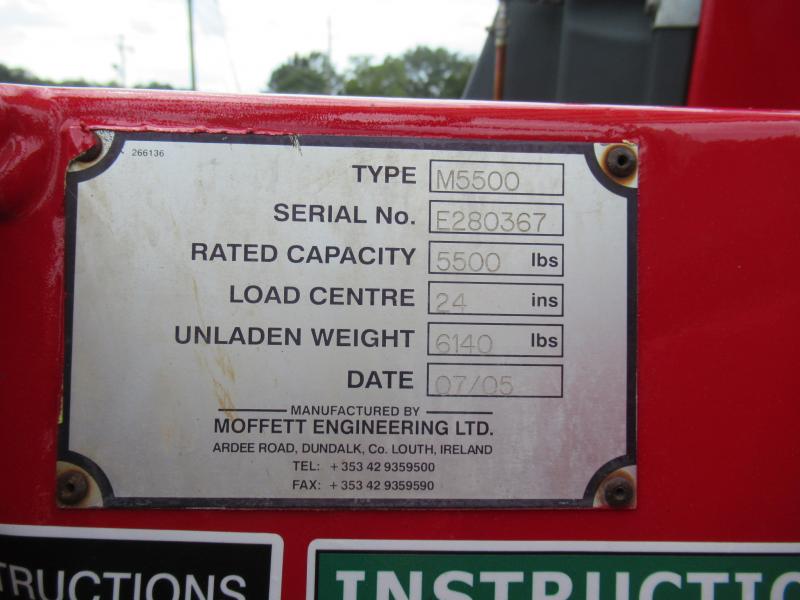 266136
TYPE M5500
SERIAL No. E280367
RATED CAPACITY 5500 lbs
LOAD CENTRE 24 ins
UNLADEN WEIGHT 6140 lbs
DATE 07/05
MANUFACTURED BY
MOFFETT ENGINEERING LTD.
ARDEE ROAD, DUNDALK, Co. LOUTH, IRELAND
TEL: +353 42 9359500
FAX: +353 42 9359590
TRUCTIONS INSTRUCTIO